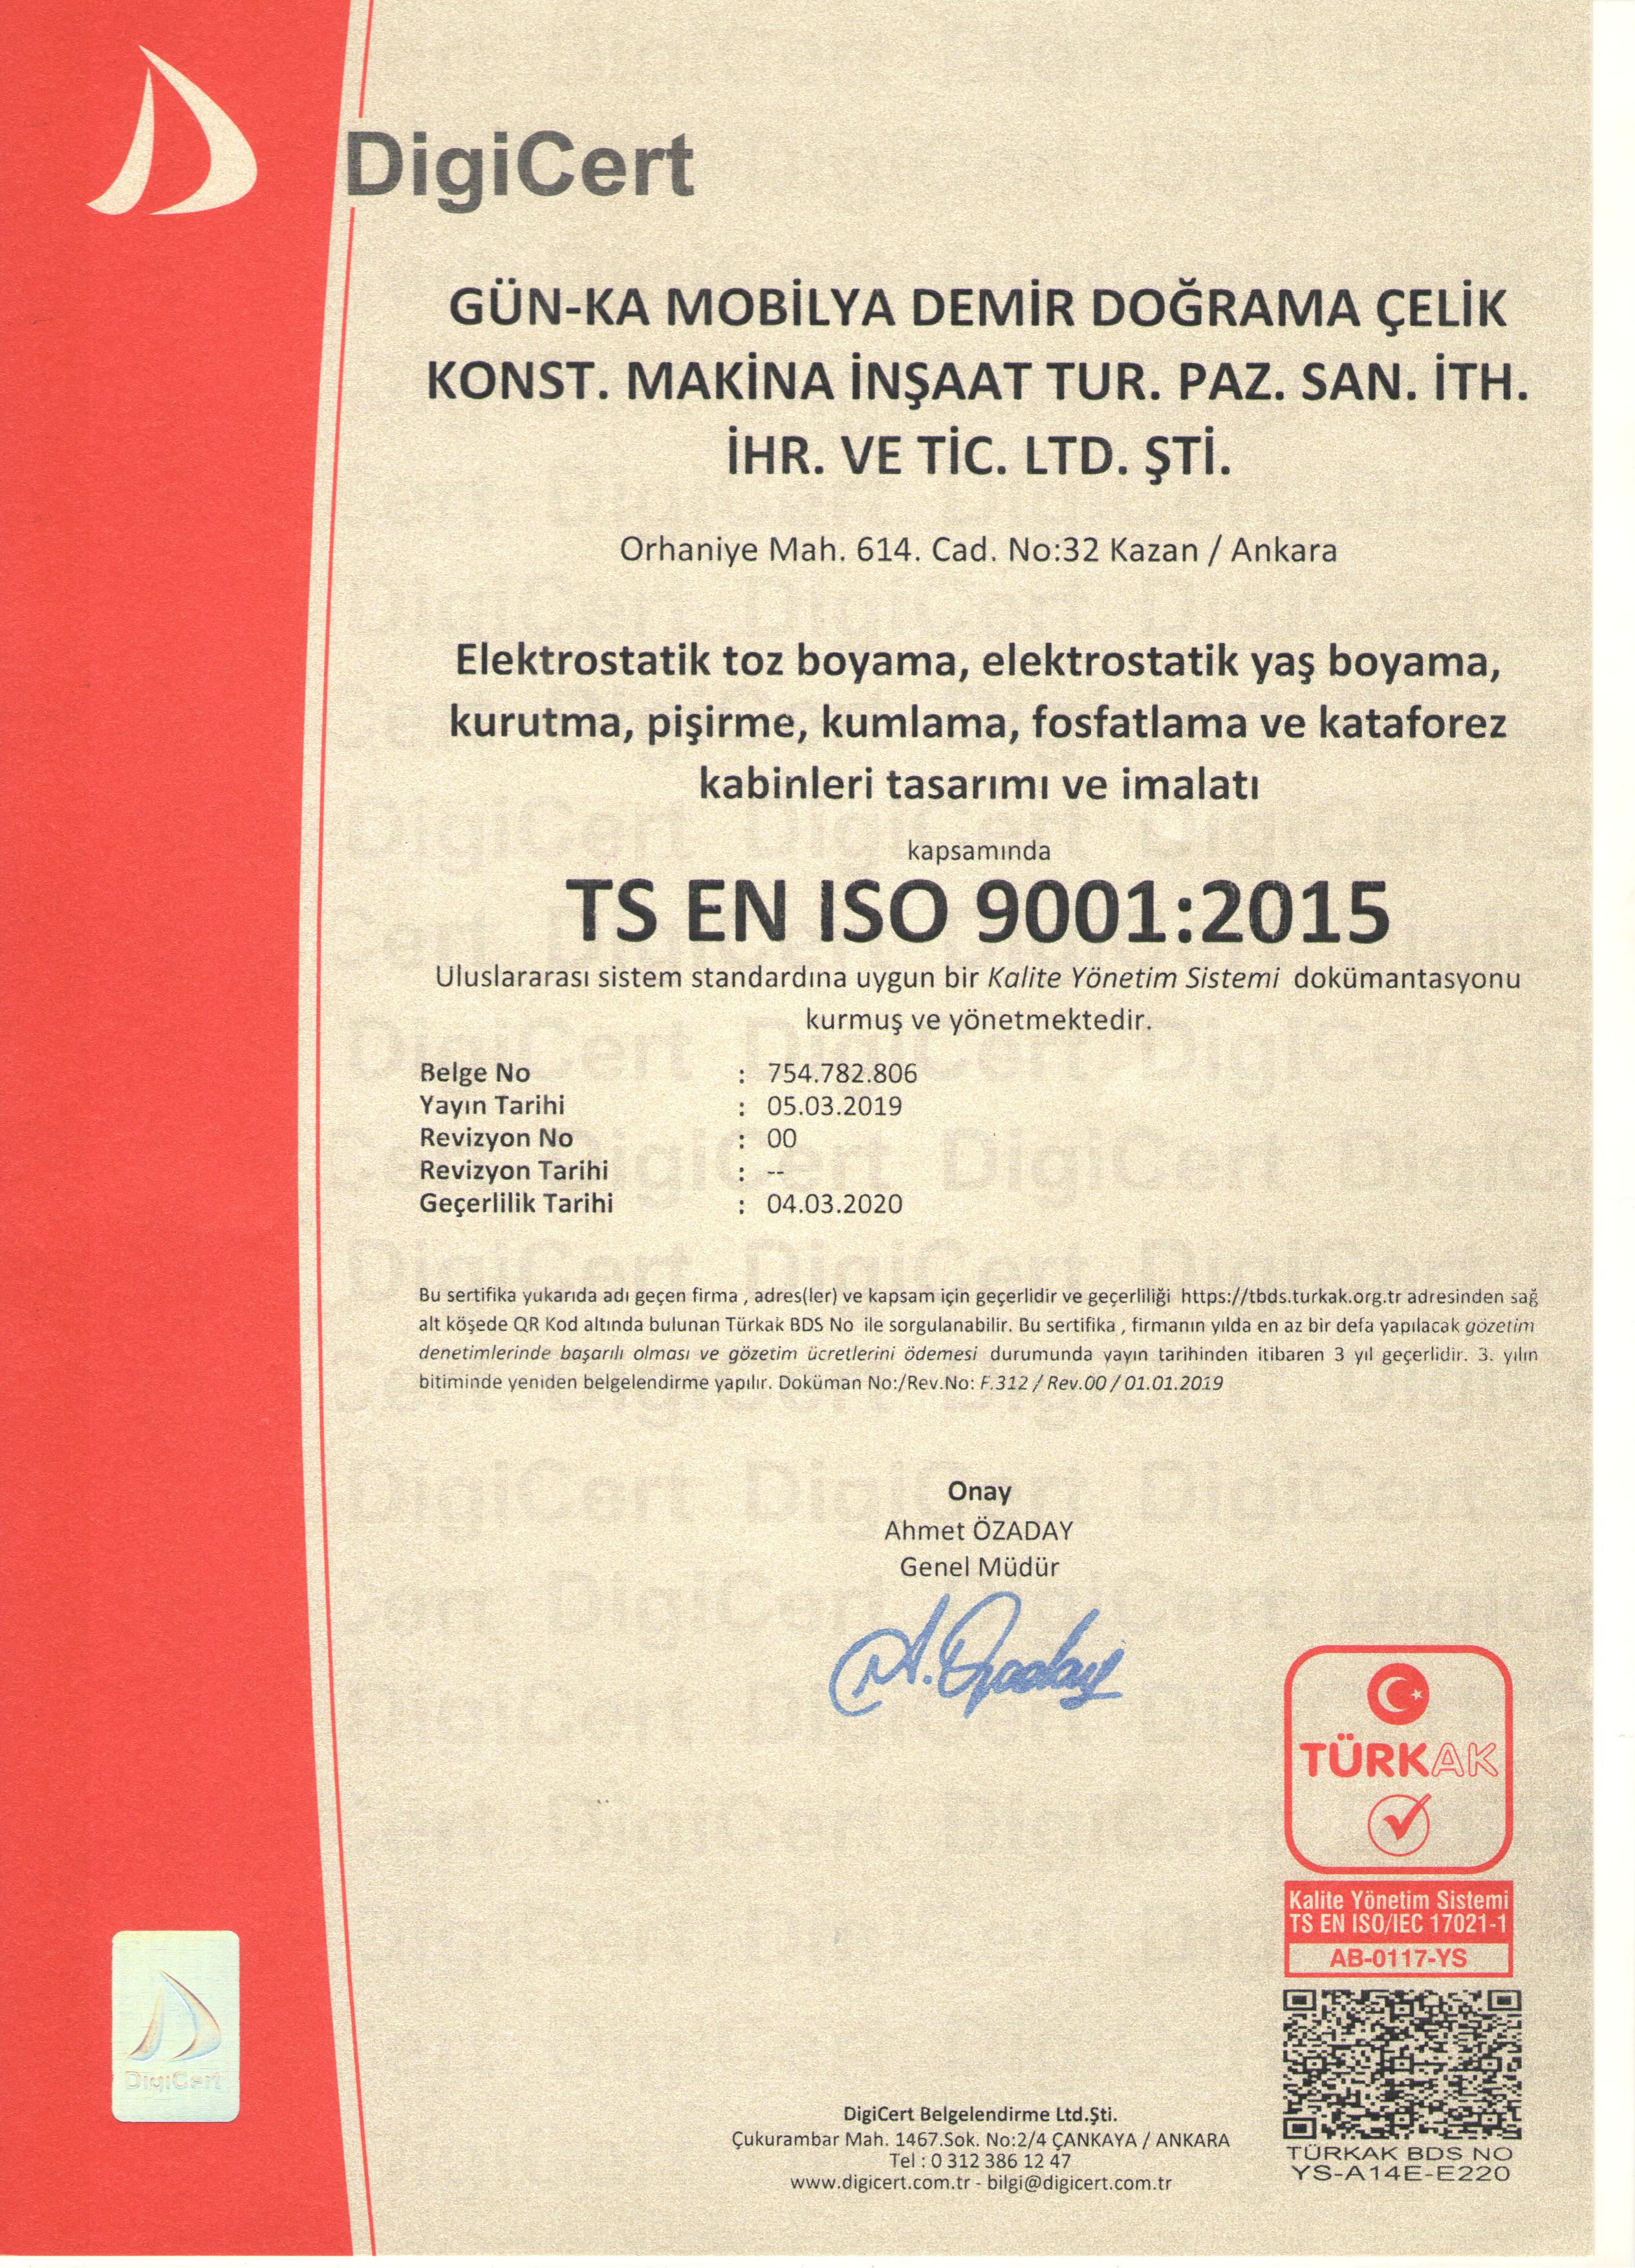 DigiCert
GÜN-KA MOBİLYA DEMİR DOĞRAMA ÇELİK
KONST. MAKİNA İNŞAAT TUR. PAZ. SAN. İTH.
İHR. VE TİC. LTD. ŞTİ.
Orhaniye Mah. 614. Cad. No:32 Kazan / Ankara
Elektrostatik toz boyama, elektrostatik yaş boyama,
kurutma, pişirme, kumlama, fosfatlama ve kataforez
kabinleri tasarımı ve imalatı
kapsamında
TS EN ISO 9001:2015
Uluslararası sistem standardına uygun bir Kalite Yönetim Sistemi dokümantasyonu
kurmuş ve yönetmektedir.
Belge No : 754.782.806
Yayın Tarihi : 05.03.2019
Revizyon No : 00
Revizyon Tarihi : --
Geçerlilik Tarihi : 04.03.2020
Bu sertifika yukarıda adı geçen firma , adres(ler) ve kapsam için geçerlidir ve geçerliliği https://tbds.turkak.org.tr adresinden sağ
alt köşede QR Kod altında bulunan Türkak BDS No ile sorgulanabilir. Bu sertifika , firmanın yılda en az bir defa yapılacak gözetim
denetimlerinde başarılı olması ve gözetim ücretlerini ödemesi durumunda yayın tarihinden itibaren 3 yıl geçerlidir. 3. yılın
bitiminde yeniden belgelendirme yapılır. Doküman No:/Rev.No: F.312 / Rev.00 / 01.01.2019
Onay
Ahmet ÖZADAY
Genel Müdür
A. Özaday
TÜRKAK
Kalite Yönetim Sistemi
TS EN ISO/IEC 17021-1
AB-0117-YS
TÜRKAK BDS NO
YS-A14E-E220
DigiCert
DigiCert Belgelendirme Ltd.Şti.
Çukurambar Mah. 1467.Sok. No:2/4 ÇANKAYA / ANKARA
Tel : 0 312 386 12 47
www.digicert.com.tr - bilgi@digicert.com.tr